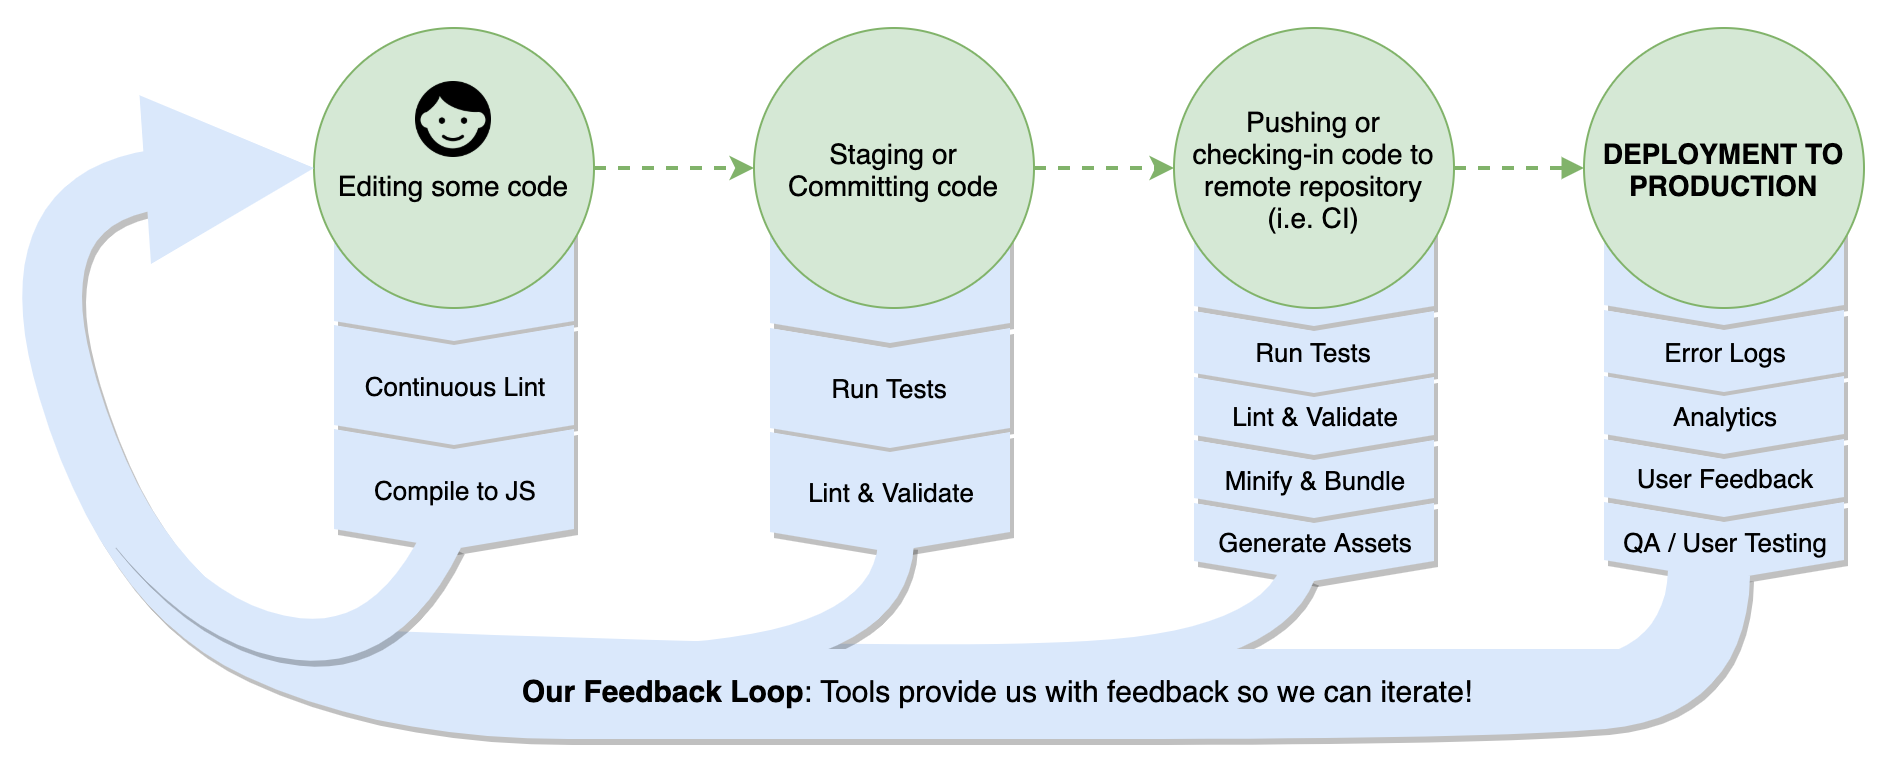 Editing some code
Staging or
Committing code
Pushing or
checking-in code to
remote repository
(i.e. CI)
DEPLOYMENT TO
PRODUCTION
Continuous Lint
Compile to JS
Run Tests
Lint & Validate
Run Tests
Lint & Validate
Minify & Bundle
Generate Assets
Error Logs
Analytics
User Feedback
QA / User Testing
Our Feedback Loop: Tools provide us with feedback so we can iterate!